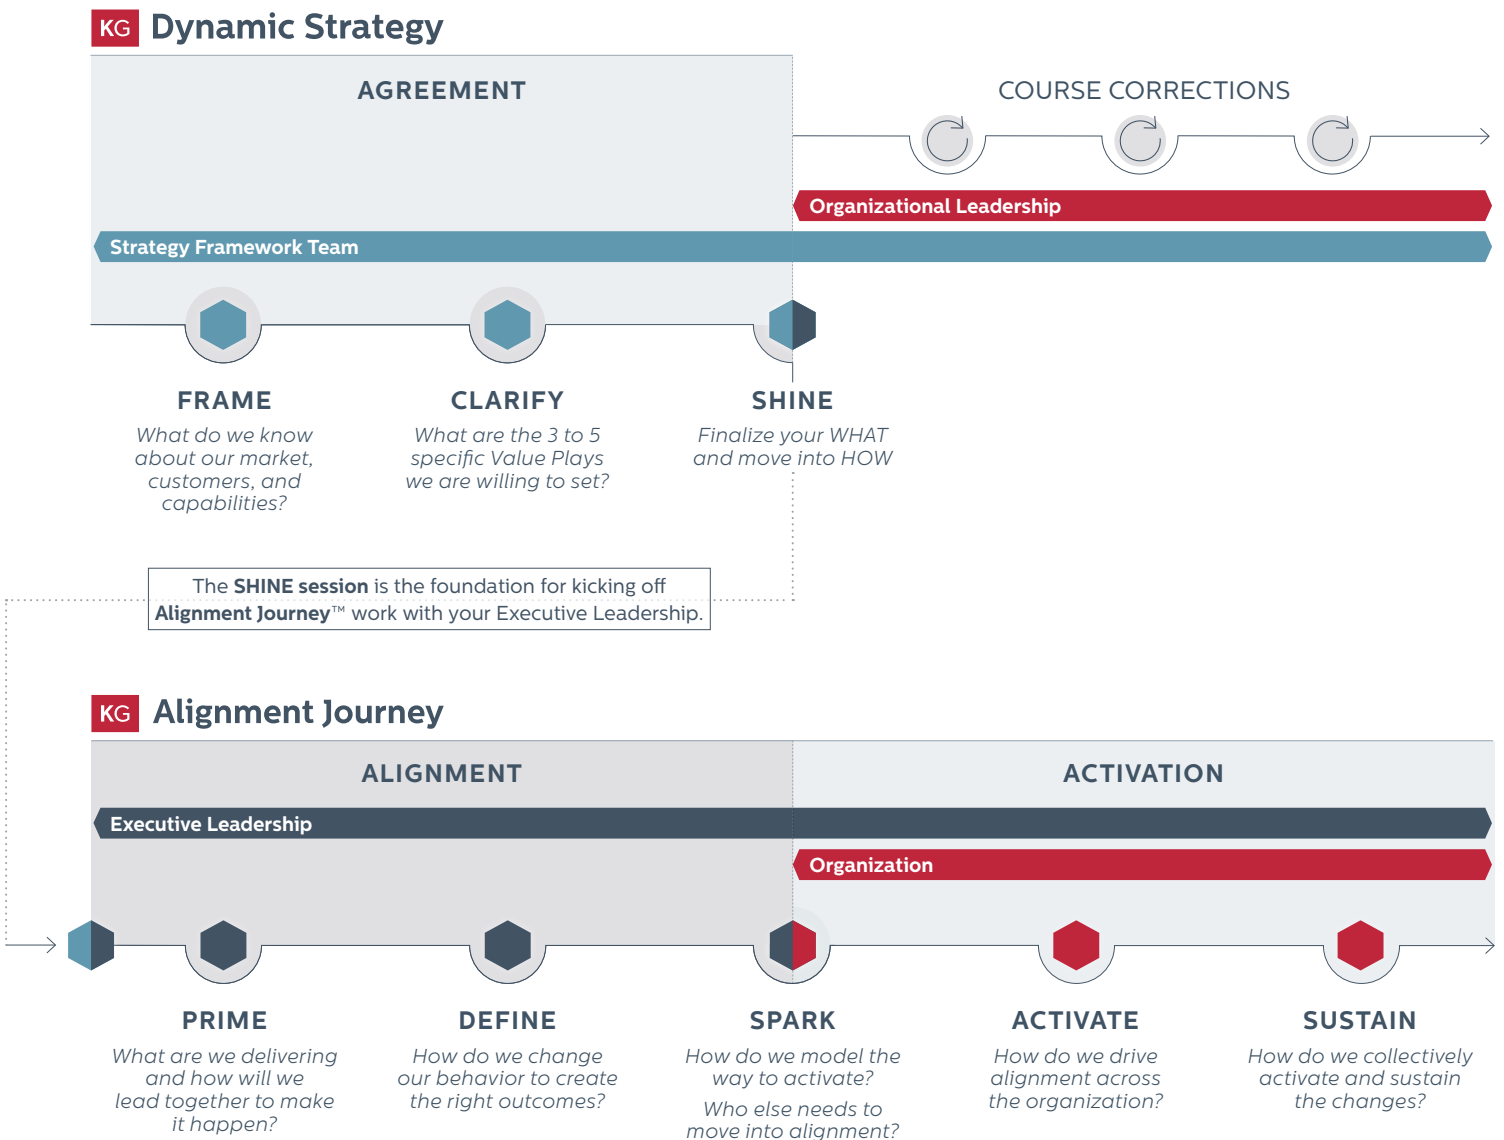 KG Dynamic Strategy
AGREEMENT
COURSE CORRECTIONS
Organizational Leadership
Strategy Framework Team
FRAME
What do we know
about our market,
customers, and
capabilities?
CLARIFY
What are the 3 to 5
specific Value Plays
we are willing to set?
SHINE
Finalize your WHAT
and move into HOW
The SHINE session is the foundation for kicking off
Alignment Journey™ work with your Executive Leadership.
KG Alignment Journey
ALIGNMENT
ACTIVATION
Executive Leadership
Organization
PRIME
What are we delivering
and how will we
lead together to make
it happen?
DEFINE
How do we change
our behavior to create
the right outcomes?
SPARK
How do we model the
way to activate?
Who else needs to
move into alignment?
ACTIVATE
How do we drive
alignment across
the organization?
SUSTAIN
How do we collectively
activate and sustain
the changes?